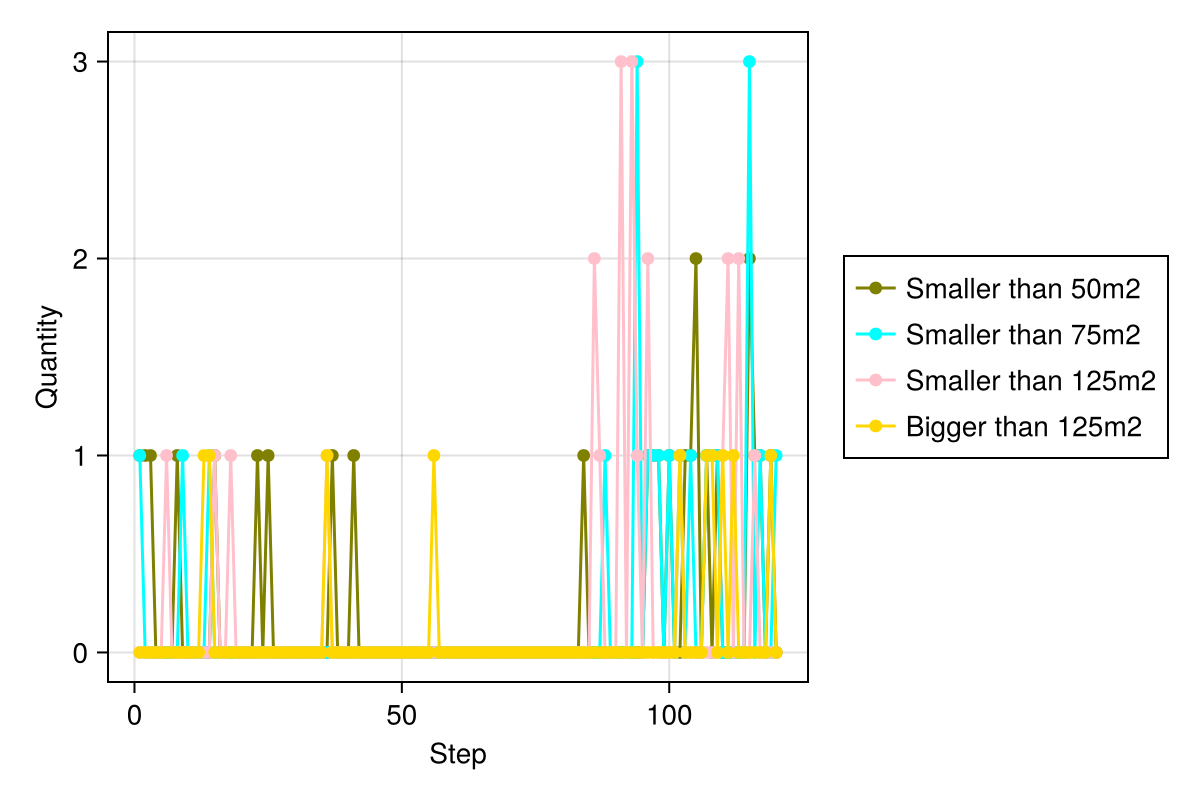 3
2
1
0
Quantity
0 50 100
Step
Smaller than 50m2
Smaller than 75m2
Smaller than 125m2
Bigger than 125m2